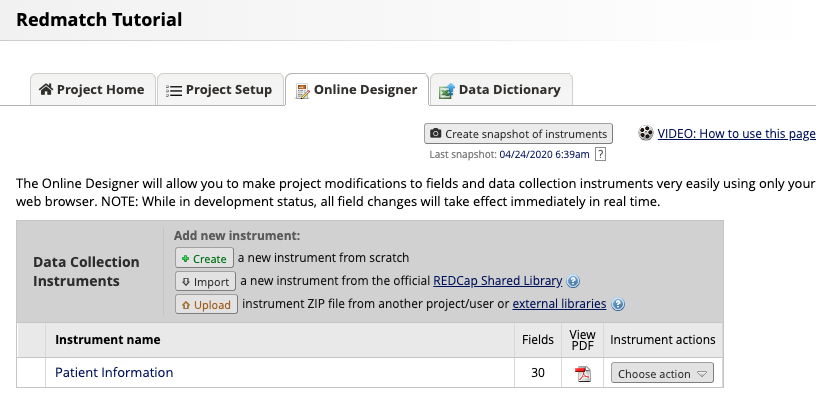 Redmatch Tutorial
Project Home Project Setup Online Designer Data Dictionary
Create snapshot of instruments VIDEO: How to use this page
Last snapshot: 04/24/2020 6:39am ?
The Online Designer will allow you to make project modifications to fields and data collection instruments very easily using only your
web browser. NOTE: While in development status, all field changes will take effect immediately in real time.
Data Collection
Instruments
Add new instrument:
Create a new instrument from scratch
Import a new instrument from the official REDCap Shared Library ?
Upload instrument ZIP file from another project/user or external libraries ?
Instrument name Fields View
PDF Instrument actions
Patient Information 30 Choose action